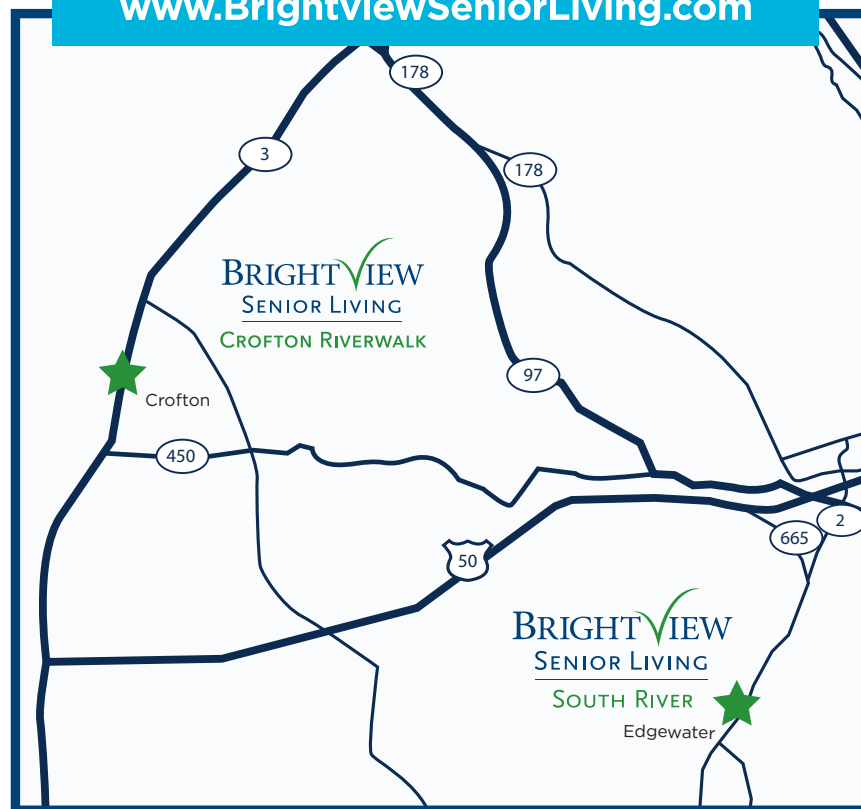 www.BrightviewSeniorLiving.com
178
3
178
BRIGHTVIEW
SENIOR LIVING
CROFTON RIVERWALK
97
Crofton
450
2
665
50
BRIGHTVIEW
SENIOR LIVING
SOUTH RIVER
Edgewater